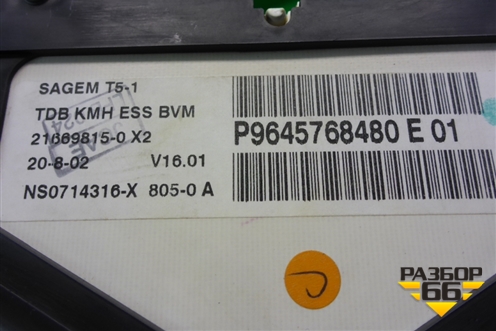 SAGEM T5-1
TDB KMH ESS BVM
21669815-0 X2
20-6-02 V16.01
NS0714316-X 805-0 A
P9645768480 E 01
РАЗБОР
66